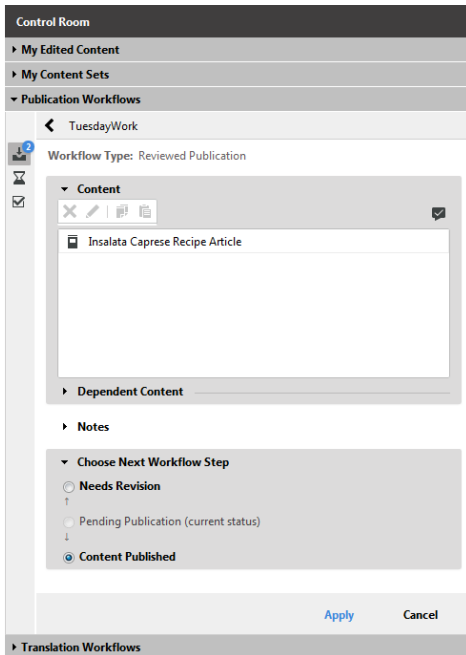 Control Room
My Edited Content
My Content Sets
Publication Workflows
TuesdayWork
2
Workflow Type: Reviewed Publication
Content
Insalata Caprese Recipe Article
Dependent Content
Notes
Choose Next Workflow Step
Needs Revision
Pending Publication (current status)
Content Published
Apply Cancel
Translation Workflows